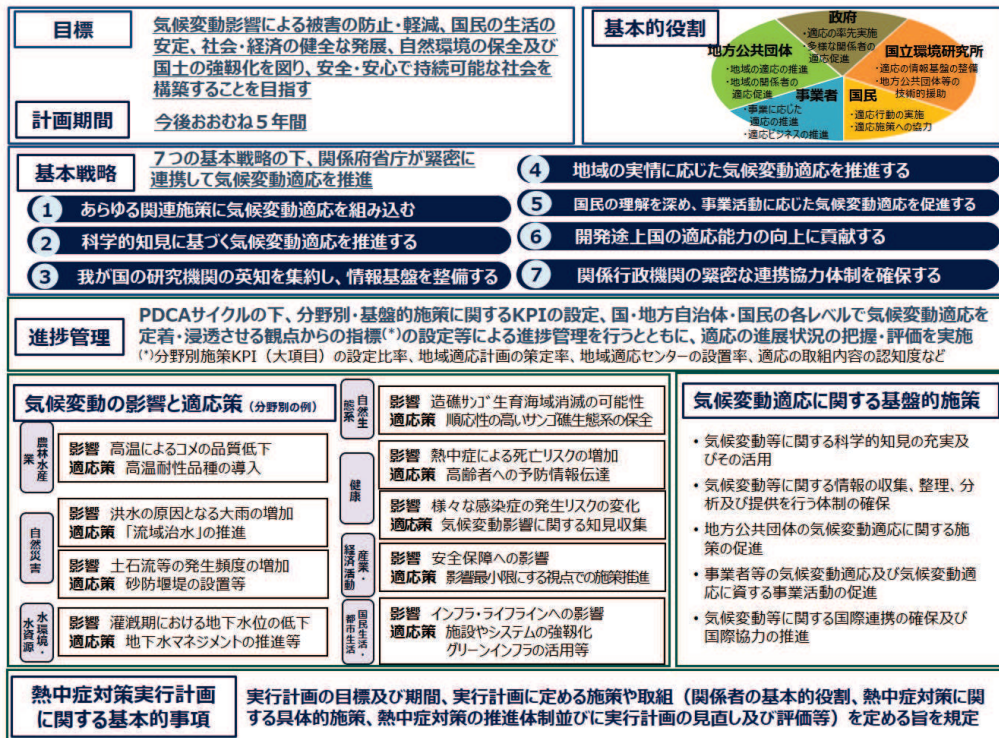 目標
気候変動影響による被害の防止・軽減、国民の生活の
安定、社会・経済の健全な発展、自然環境の保全及び
国土の強靱化を図り、安全・安心で持続可能な社会を
構築することを目指す
計画期間
今後おおむね５年間
基本的役割
政府
・適応の率先実施
・多様な関係者の
適応促進
地方公共団体
・地域の適応の推進
・地域の関係者の
適応促進
国立環境研究所
・適応の情報基盤の整備
・地方公共団体等の
技術的援助
事業者
・事業に応じた
適応の推進
・適応ビジネスの推進
国民
・適応行動の実施
・適応施策への協力
基本戦略
７つの基本戦略の下、関係府省庁が緊密に
連携して気候変動適応を推進
1 あらゆる関連施策に気候変動適応を組み込む
2 科学的知見に基づく気候変動適応を推進する
3 我が国の研究機関の英知を集約し、情報基盤を整備する
4 地域の実情に応じた気候変動適応を推進する
5 国民の理解を深め、事業活動に応じた気候変動適応を促進する
6 開発途上国の適応能力の向上に貢献する
7 関係行政機関の緊密な連携協力体制を確保する
進捗管理
PDCAサイクルの下、分野別・基盤的施策に関するKPIの設定、国・地方自治体・国民の各レベルで気候変動適応を
定着・浸透させる観点からの指標(*)の設定等による進捗管理を行うとともに、適応の進展状況の把握・評価を実施
(*)分野別施策KPI（大項目）の設定比率、地域適応計画の策定率、地域適応センターの設置率、適応の取組内容の認知度など
気候変動の影響と適応策（分野別の例）
農林水産業
影響 高温によるコメの品質低下
適応策 高温耐性品種の導入
自然災害
影響 洪水の原因となる大雨の増加
適応策 「流域治水」の推進
影響 土石流等の発生頻度の増加
適応策 砂防堰堤の設置等
水環境・水資源
影響 灌漑期における地下水位の低下
適応策 地下水マネジメントの推進等
自然生態系
影響 造礁ｻﾝｺﾞ生育海域消滅の可能性
適応策 順応性の高いサンゴ礁生態系の保全
健康
影響 熱中症による死亡リスクの増加
適応策 高齢者への予防情報伝達
影響 様々な感染症の発生リスクの変化
適応策 気候変動影響に関する知見収集
産業・経済活動
影響 安全保障への影響
適応策 影響最小限にする視点での施策推進
国民生活・都市生活
影響 インフラ・ライフラインへの影響
適応策 施設やシステムの強靱化
グリーンインフラの活用等
気候変動適応に関する基盤的施策
・気候変動等に関する科学的知見の充実及
びその活用
・気候変動等に関する情報の収集、整理、分
析及び提供を行う体制の確保
・地方公共団体の気候変動適応に関する施
策の促進
・事業者等の気候変動適応及び気候変動適応
に資する事業活動の促進
・気候変動等に関する国際連携の確保及び
国際協力の推進
熱中症対策実行計画
に関する基本的事項
実行計画の目標及び期間、実行計画に定める施策や取組（関係者の基本的役割、熱中症対策に関
する具体的施策、熱中症対策の推進体制並びに実行計画の見直し及び評価等）を定める旨を規定